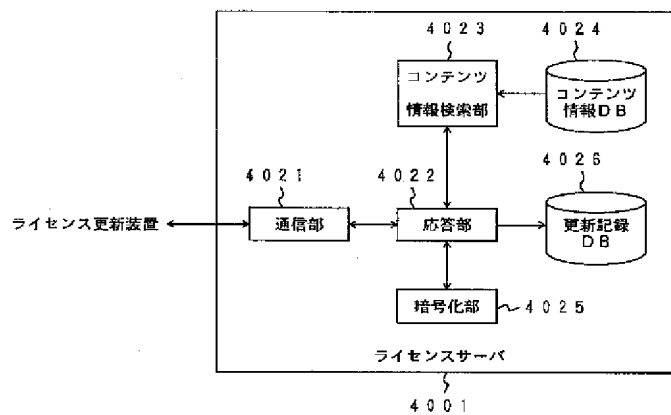 4023
4024
コンテンツ
情報検索部
コンテンツ
情報DB
4021
4022
4026
ライセンス更新装置
通信部
応答部
更新記録
DB
暗号化部
4025
ライセンスサーバ
4001